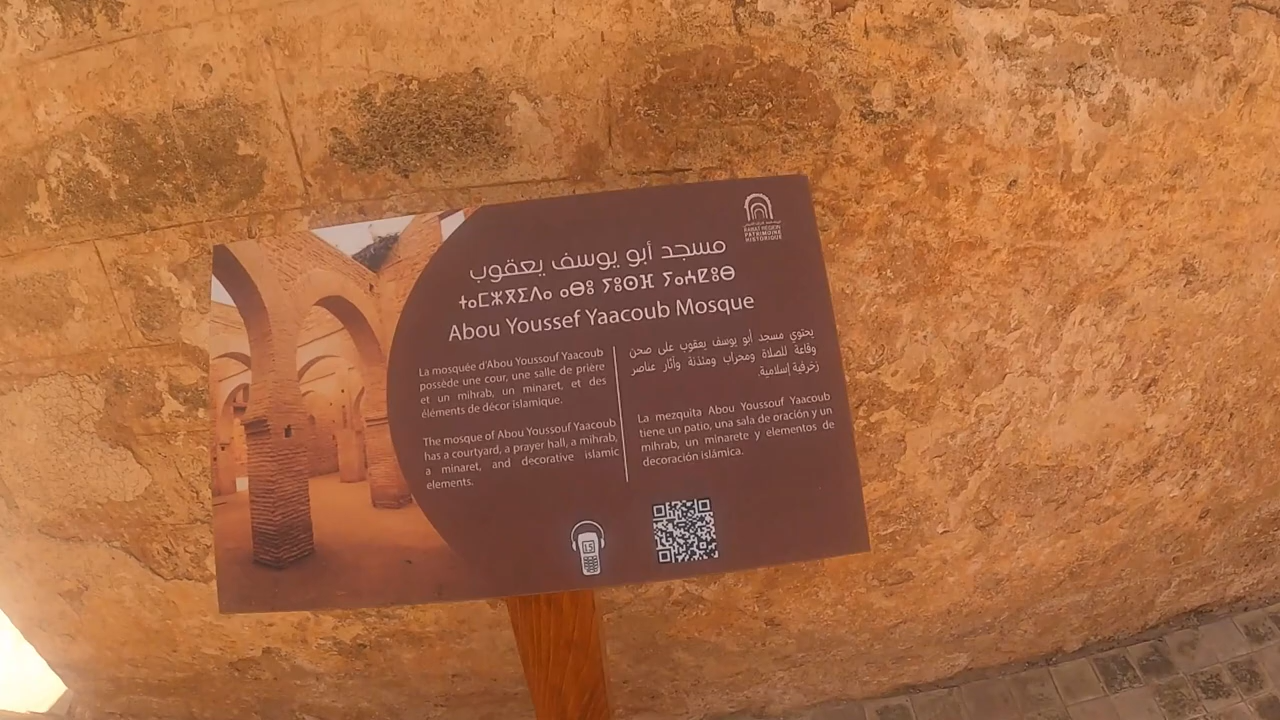 مسجد أبو يوسف يعقوب
ⵜⴰⵎⵣⴳⵉⴷⴰ ⴰⴱⵓ ⵢⵓⵙⴼ ⵢⴰⵄⵇⵓⴱ
Abou Youssef Yaacoub Mosque
RABAT REGION
PATRIMOINE
HISTORIQUE
La mosquée d'Abou Youssouf Yaacoub
possède une cour, une salle de prière
et un mihrab, un minaret, et des
éléments de décor islamique.
The mosque of Abou Youssouf Yaacoub
has a courtyard, a prayer hall, a mihrab,
a minaret, and decorative islamic
elements.
يحتوي مسجد أبو يوسف يعقوب على صحن
وقاعة للصلاة ومحراب ومئذنة وآثار عناصر
زخرفية إسلامية.
La mezquita Abou Youssouf Yaacoub
tiene un patio, una sala de oración y un
mihrab, un minarete y elementos de
decoración islámica.
15